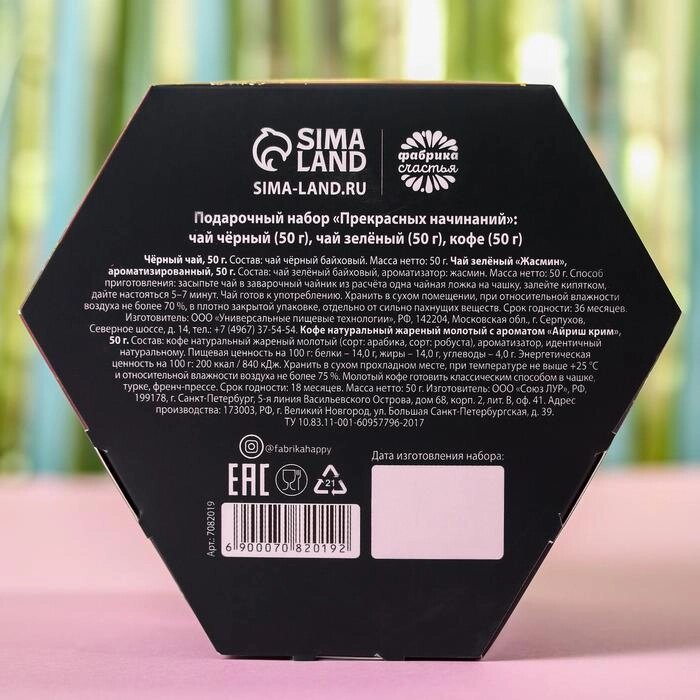 SIMA
LAND
SIMA-LAND.RU
фабрика
счастья
Подарочный набор «Прекрасных начинаний»:
чай чёрный (50 г), чай зелёный (50 г), кофе (50 г)
Чёрный чай, 50 г. Состав: чай чёрный байховый. Масса нетто: 50 г. Чай зелёный «Жасмин»,
ароматизированный, 50 г. Состав: чай зелёный байховый, ароматизатор: жасмин. Масса нетто: 50 г. Способ
приготовления: засыпьте чай в заварочный чайник из расчёта одна чайная ложка на чашку, залейте кипятком,
дайте настояться 5–7 минут. Чай готов к употреблению. Хранить в сухом помещении, при относительной влажности
воздуха не более 70 %, в плотно закрытой упаковке, отдельно от сильно пахнущих веществ. Срок годности: 36 месяцев.
Изготовитель: ООО «Универсальные пищевые технологии», РФ, 142204, Московская обл., г. Серпухов,
Северное шоссе, д. 14, тел.: +7 (4967) 37-54-54. Кофе натуральный жареный молотый с ароматом «Айриш крим»,
50 г. Состав: кофе натуральный жареный молотый (сорт: арабика, сорт: робуста), ароматизатор, идентичный
натуральному. Пищевая ценность на 100 г: белки – 14,0 г, жиры – 14,0 г, углеводы – 4,0 г. Энергетическая
ценность на 100 г: 200 ккал / 840 кДж. Хранить в сухом прохладном месте, при температуре не выше +25 °C
и относительности влажности воздуха не более 75 %. Молотый кофе готовить классическим способом в чашке,
турке, френч-прессе. Срок годности: 18 месяцев. Масса нетто: 50 г. Изготовитель: ООО «Союз ЛУР», РФ,
199178, г. Санкт-Петербург, 5-я линия Васильевского Острова, дом 68, корп. 2, лит. В, оф. 41. Адрес
производства: 173003, РФ, г. Великий Новгород, ул. Большая Санкт-Петербургская, д. 39.
ТУ 10.83.11-001-60957796-2017
@fabrikahappy
Дата изготовления набора:
EAC
21
Арт.: 7082019
6 900070 820192